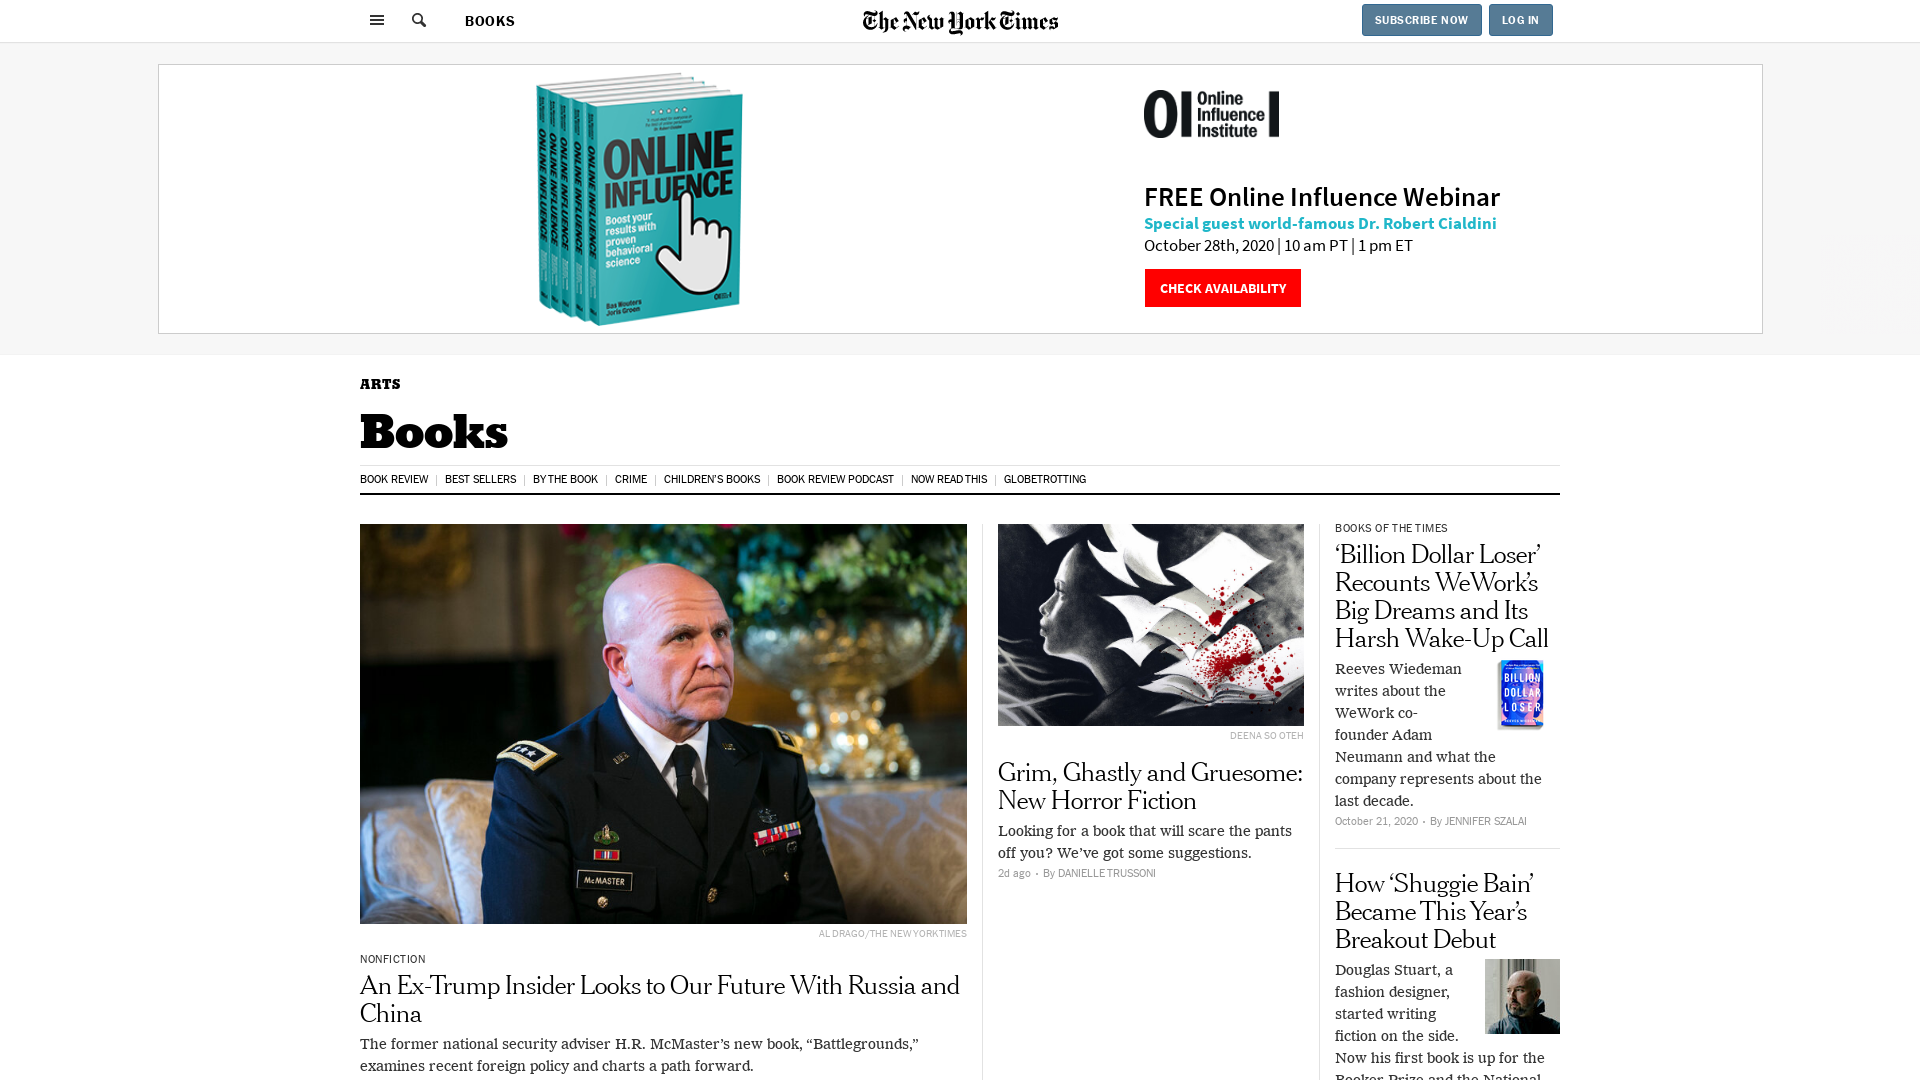 BOOKS
The New York Times
SUBSCRIBE NOW
LOG IN
ONLINE INFLUENCE
ONLINE
INFLUENCE
Boost your
results with
proven
behavioral
science
Bas Wouters
Joris Groen
OI
Online
Influence
Institute
FREE Online Influence Webinar
Special guest world-famous Dr. Robert Cialdini
October 28th, 2020 | 10 am PT | 1 pm ET
CHECK AVAILABILITY
ARTS
Books
BOOK REVIEW
BEST SELLERS
BY THE BOOK
CRIME
CHILDREN'S BOOKS
BOOK REVIEW PODCAST
NOW READ THIS
GLOBETROTTING
McMASTER
AL DRAGO/THE NEW YORK TIMES
NONFICTION
An Ex-Trump Insider Looks to Our Future With Russia and
China
The former national security adviser H.R. McMaster’s new book, “Battlegrounds,”
examines recent foreign policy and charts a path forward.
DEENA SO OTEH
Grim, Ghastly and Gruesome:
New Horror Fiction
Looking for a book that will scare the pants
off you? We’ve got some suggestions.
2d ago • By DANIELLE TRUSSONI
BOOKS OF THE TIMES
‘Billion Dollar Loser’
Recounts WeWork’s
Big Dreams and Its
Harsh Wake-Up Call
Reeves Wiedeman
writes about the
WeWork co-
founder Adam
Neumann and what the
company represents about the
last decade.
BILLION
DOLLAR
LOSER
October 21, 2020 • By JENNIFER SZALAI
How ‘Shuggie Bain’
Became This Year’s
Breakout Debut
Douglas Stuart, a
fashion designer,
started writing
fiction on the side.
Now his first book is up for the
Booker Prize and the National